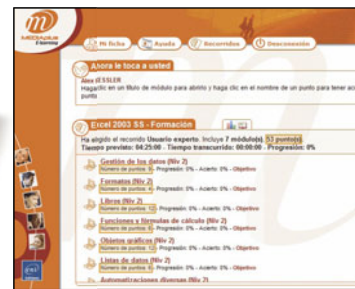 m
MEDIAplus
Eterning
Mi ficha Ayuda Recorridos Desconexión
Ahora le toca a usted
Alex TESSLER
Haga clic en un título de módulo para abrirlo y haga clic en el nombre de un punto para tener acc
punto
Excel 2003 SS - Formación
Ha elegido el recorrido Usuario experto. Incluye 7 módulo(s), 53 punto(s).
Tiempo previsto: 04:25:00 - Tiempo transcurrido: 00:00:00 - Progresión: 0%
Gestión de los datos (Niv 2)
Número de puntos: 8 - Progresión: 0% - Acierto: 0% - Objetivo
Formatos (Niv 2)
Número de puntos: 4 - Progresión: 0% - Acierto: 0% - Objetivo
Libros (Niv 2)
Número de puntos: 12 - Progresión: 0% - Acierto: 0% - Objetivo
Funciones y fórmulas de cálculo (Niv 2)
Número de puntos: 6 - Progresión: 0% - Acierto: 0% - Objetivo
Objetos gráficos (Niv 2)
Número de puntos: 10 - Progresión: 0% - Acierto: 0% - Objetivo
Listas de datos (Niv 2)
Número de puntos: 6 - Progresión: 0% - Acierto: 0% - Objetivo
Automatizaciones diversas (Niv 2)
eni